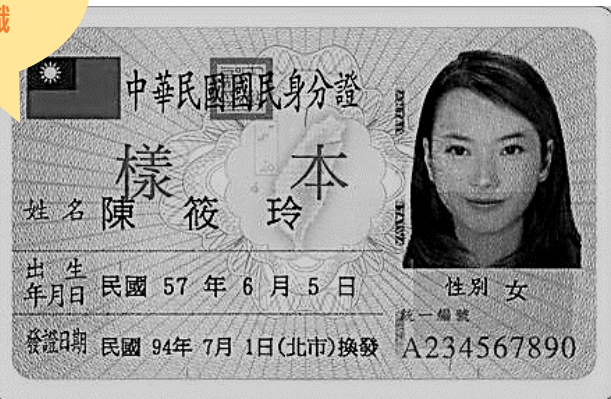 中華民國國民身分證
樣本
姓名 陳筱玲
出生年月日 民國 57 年 6 月 5 日
性別 女
統一編號
發證日期 民國 94年 7月 1日(北市)換發
A234567890